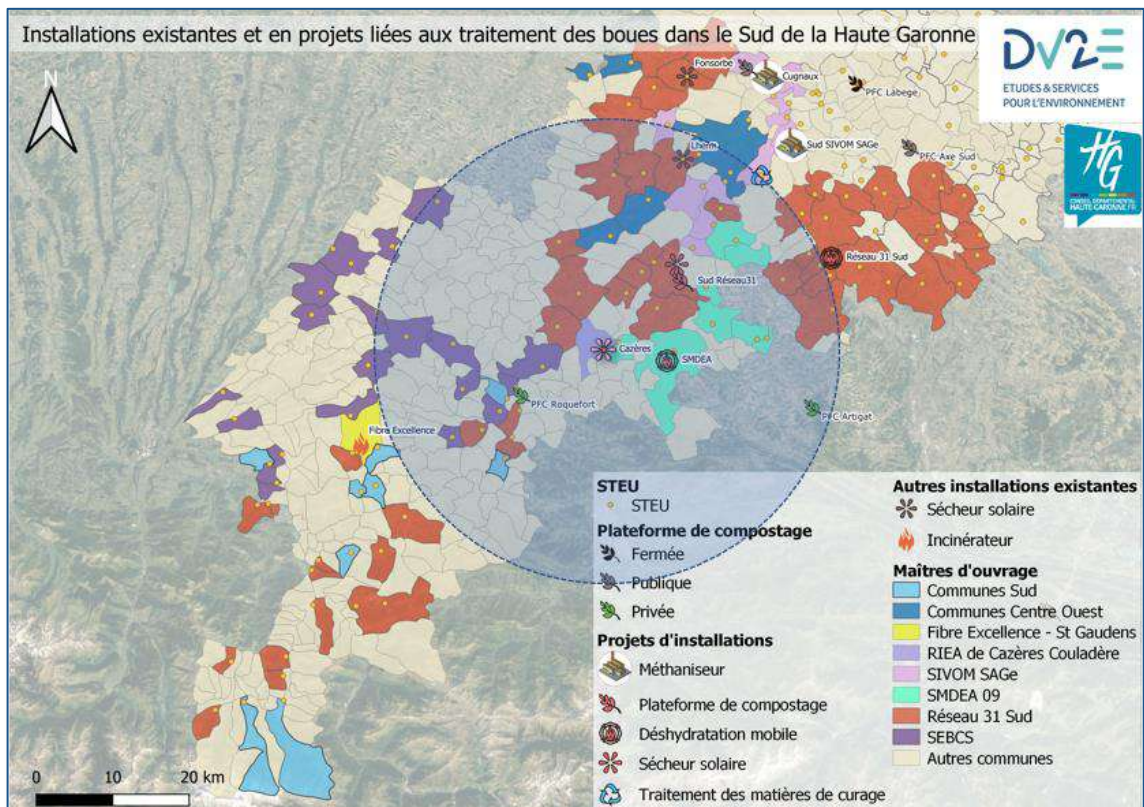 Installations existantes et en projets liées aux traitement des boues dans le Sud de la Haute Garonne
DV2E
ETUDES & SERVICES
POUR L'ENVIRONNEMENT
HG
CONSEIL DÉPARTEMENTAL
HAUTE-GARONNE.FR
N
Fonsorbe
Cugnaux
PFC Labege
Lherm
Sud SIVOM SAGe
PFC Axe Sud
Réseau 31 Sud
Sud Réseau31
Cazères
SMDEA
PFC Roquefort
PFC Artigat
Fibre Excellence
STEU
STEU
Plateforme de compostage
Fermée
Publique
Privée
Projets d'installations
Méthaniseur
Plateforme de compostage
Déshydratation mobile
Sécheur solaire
Traitement des matières de curage
Autres installations existantes
Sécheur solaire
Incinérateur
Maîtres d'ouvrage
Communes Sud
Communes Centre Ouest
Fibre Excellence - St Gaudens
RIEA de Cazères Couladère
SIVOM SAGe
SMDEA 09
Réseau 31 Sud
SEBCS
Autres communes
0 10 20 km